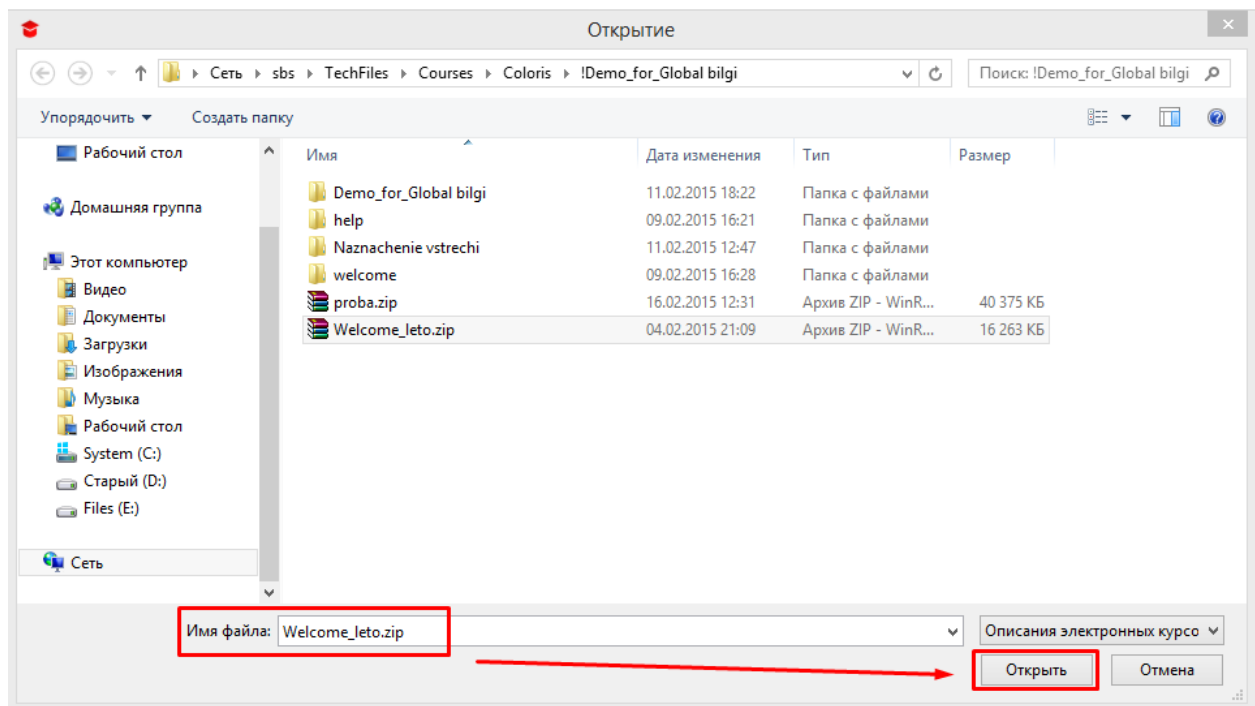 Открытие
Сеть sbs TechFiles Courses Coloris !Demo_for_Global bilgi Поиск: !Demo_for_Global bilgi
Упорядочить Создать папку
Рабочий стол
Домашняя группа
Этот компьютер
Видео
Документы
Загрузки
Изображения
Музыка
Рабочий стол
System (C:)
Старый (D:)
Files (E:)
Сеть
Имя Дата изменения Тип Размер
Demo_for_Global bilgi 11.02.2015 18:22 Папка с файлами
help 09.02.2015 16:21 Папка с файлами
Naznachenie vstrechi 11.02.2015 12:47 Папка с файлами
welcome 09.02.2015 16:28 Папка с файлами
proba.zip 16.02.2015 12:31 Архив ZIP - WinR... 40 375 КБ
Welcome_leto.zip 04.02.2015 21:09 Архив ZIP - WinR... 16 263 КБ
Имя файла: Welcome_leto.zip Описания электронных курсо
Открыть Отмена